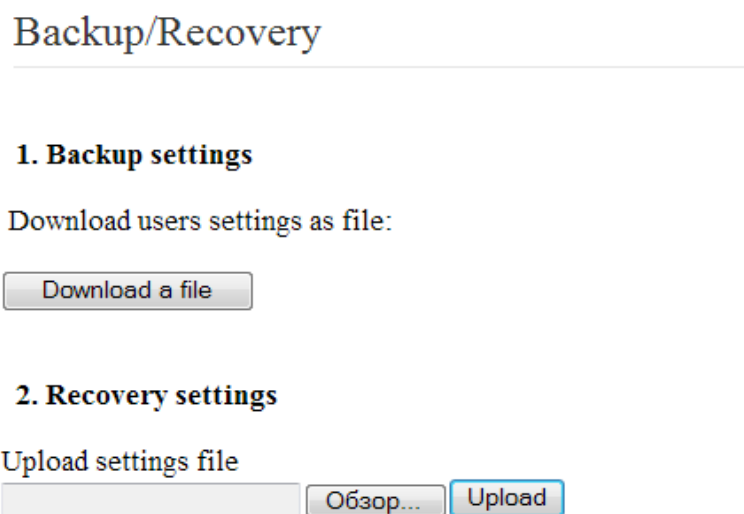 Backup/Recovery
1. Backup settings
Download users settings as file:
Download a file
2. Recovery settings
Upload settings file
Обзор... Upload